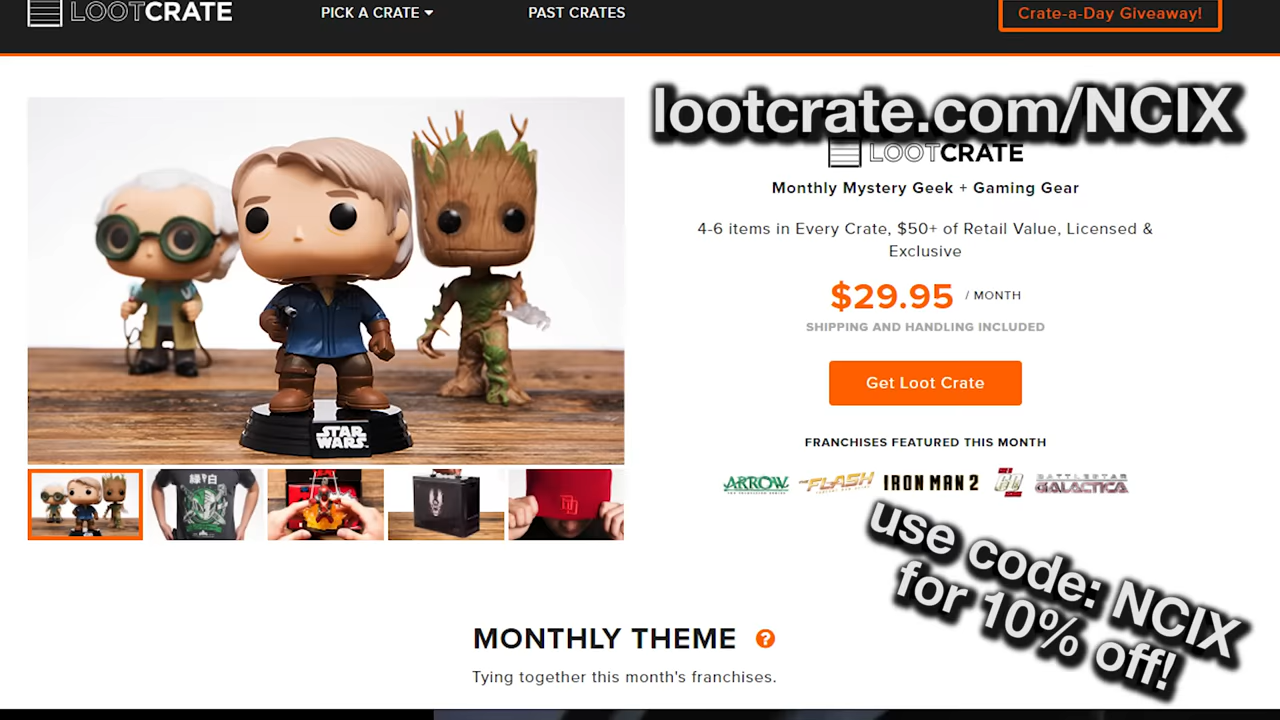 LOOTCRATE
PICK A CRATE
PAST CRATES
Crate-a-Day Giveaway!
lootcrate.com/NCIX
LOOTCRATE
Monthly Mystery Geek + Gaming Gear
4-6 items in Every Crate, $50+ of Retail Value, Licensed &
Exclusive
$29.95 / MONTH
SHIPPING AND HANDLING INCLUDED
Get Loot Crate
STAR
WARS
FRANCHISES FEATURED THIS MONTH
ARROW
FLASH
IRON MAN 2
BATTLESTAR
GALACTICA
use code: NCIX
for 10% off!
MONTHLY THEME ?
Tying together this month's franchises.